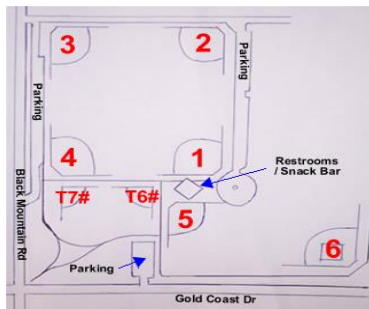 3
2
Parking
Parking
4
1
Restrooms
/ Snack Bar
Black Mountain Rd
T7#
T6#
5
6
Parking
Gold Coast Dr